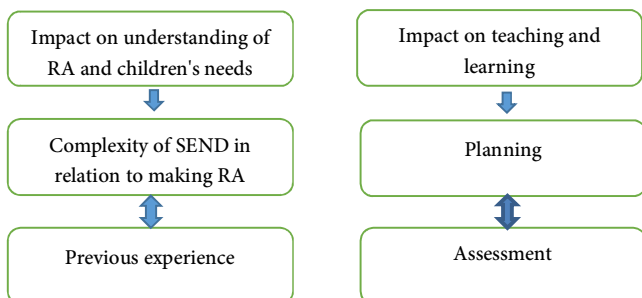 Impact on understanding of
RA and children's needs
Complexity of SEND in
relation to making RA
Previous experience
Impact on teaching and
learning
Planning
Assessment